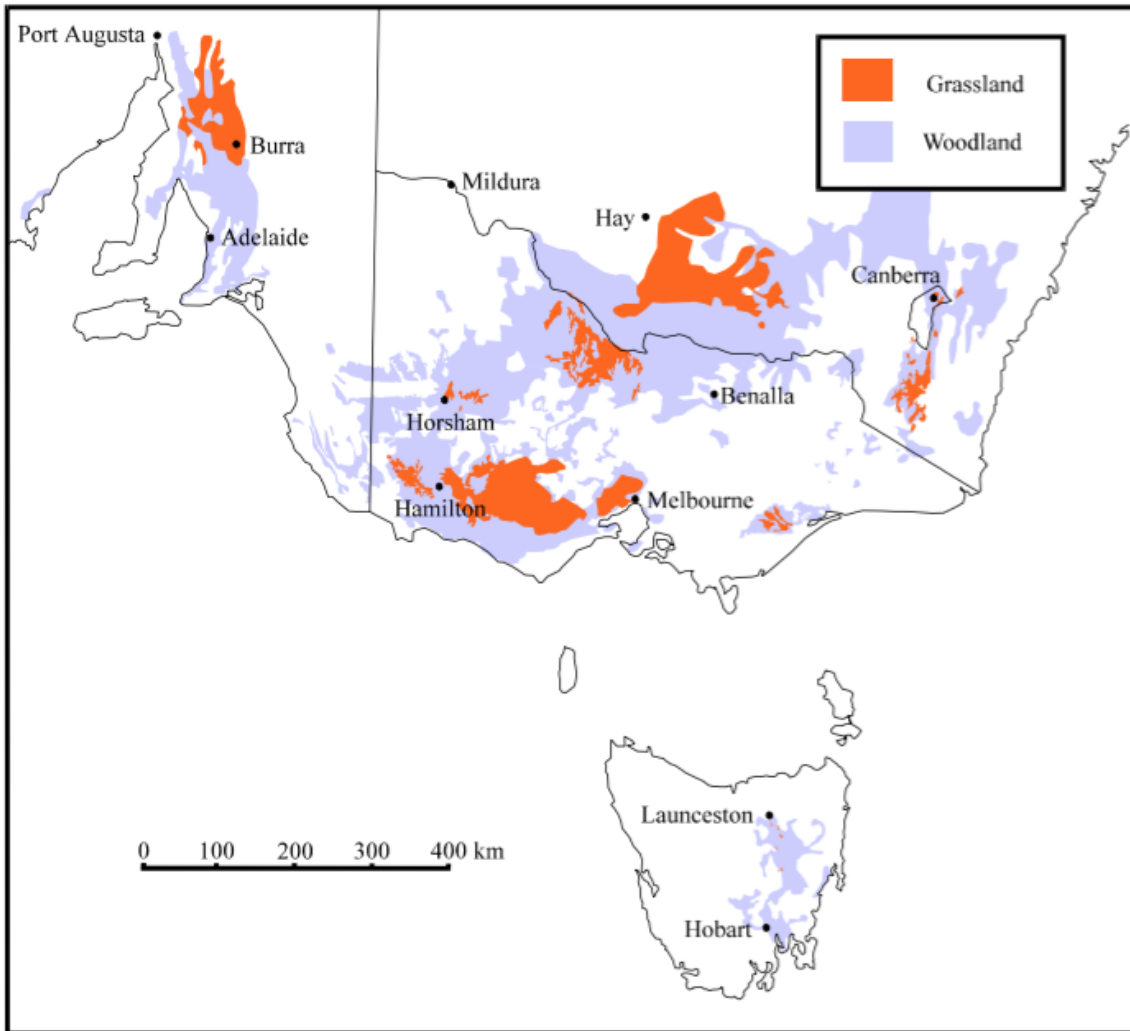 Port Augusta
Grassland
Burra
Woodland
Mildura
Hay
Adelaide
Canberra
Benalla
Horsham
Hamilton
Melbourne
Launceston
0 100 200 300 400 km
Hobart